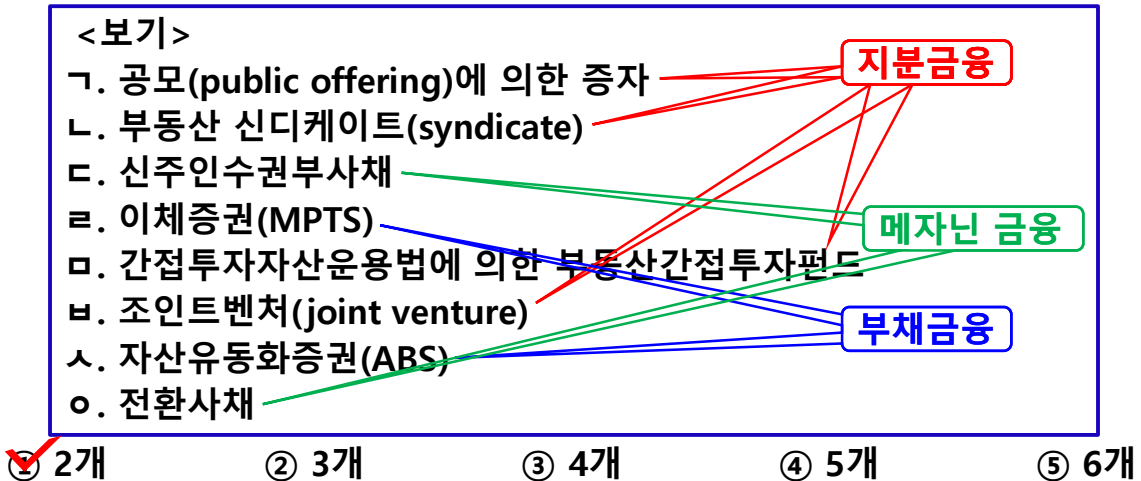 <보기>
지분금융
ㄱ. 공모(public offering)에 의한 증자
ㄴ. 부동산 신디케이트(syndicate)
ㄷ. 신주인수권부사채
ㄹ. 이체증권(MPTS)
메자닌 금융
ㅁ. 간접투자자산운용법에 의한 부동산간접투자펀드
ㅂ. 조인트벤처(joint venture)
부채금융
ㅅ. 자산유동화증권(ABS)
ㅇ. 전환사채
① 2개 ② 3개 ③ 4개 ④ 5개 ⑤ 6개